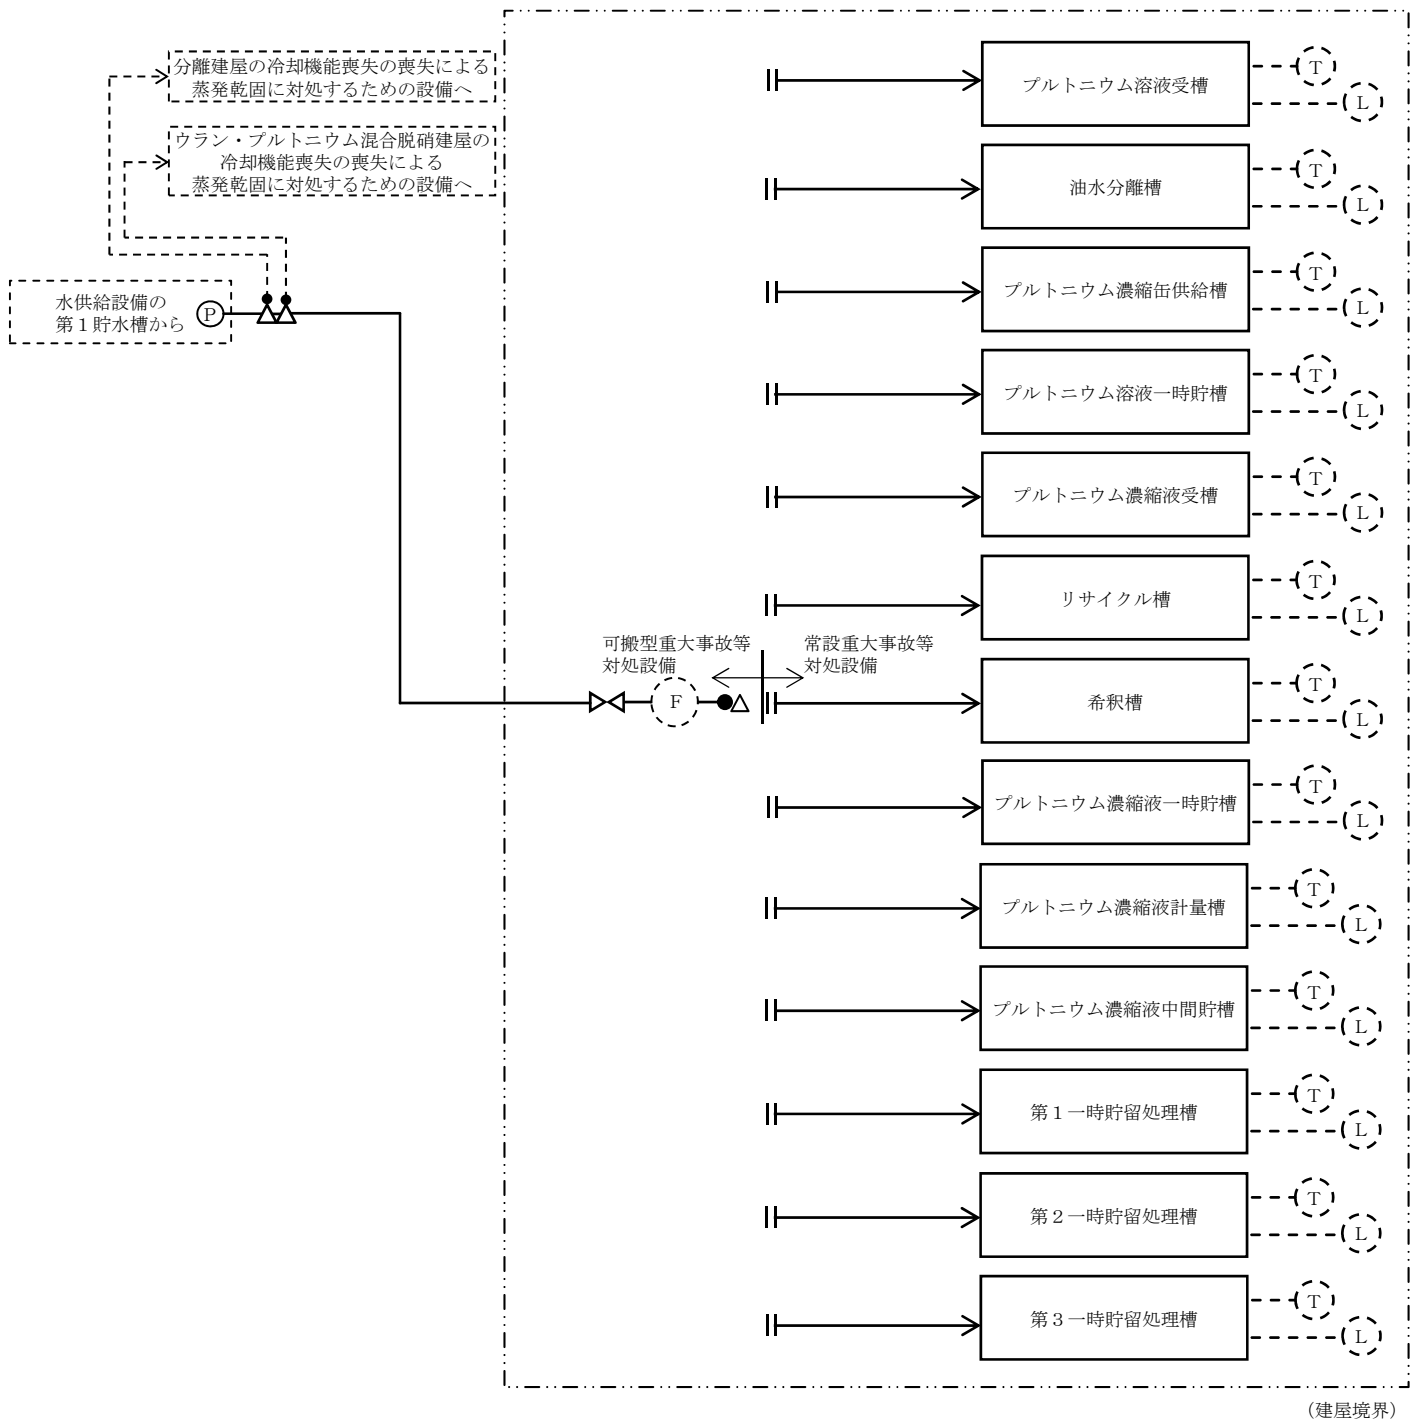 分離建屋の冷却機能喪失の喪失による
蒸発乾固に対処するための設備へ
ウラン・プルトニウム混合脱硝建屋の
冷却機能喪失の喪失による
蒸発乾固に対処するための設備へ
水供給設備の
第１貯水槽から
P
可搬型重大事故等
対処設備
常設重大事故等
対処設備
F
プルトニウム溶液受槽
T
L
油水分離槽
T
L
プルトニウム濃縮缶供給槽
T
L
プルトニウム溶液一時貯槽
T
L
プルトニウム濃縮液受槽
T
L
リサイクル槽
T
L
希釈槽
T
L
プルトニウム濃縮液一時貯槽
T
L
プルトニウム濃縮液計量槽
T
L
プルトニウム濃縮液中間貯槽
T
L
第１一時貯留処理槽
T
L
第２一時貯留処理槽
T
L
第３一時貯留処理槽
T
L
（建屋境界）